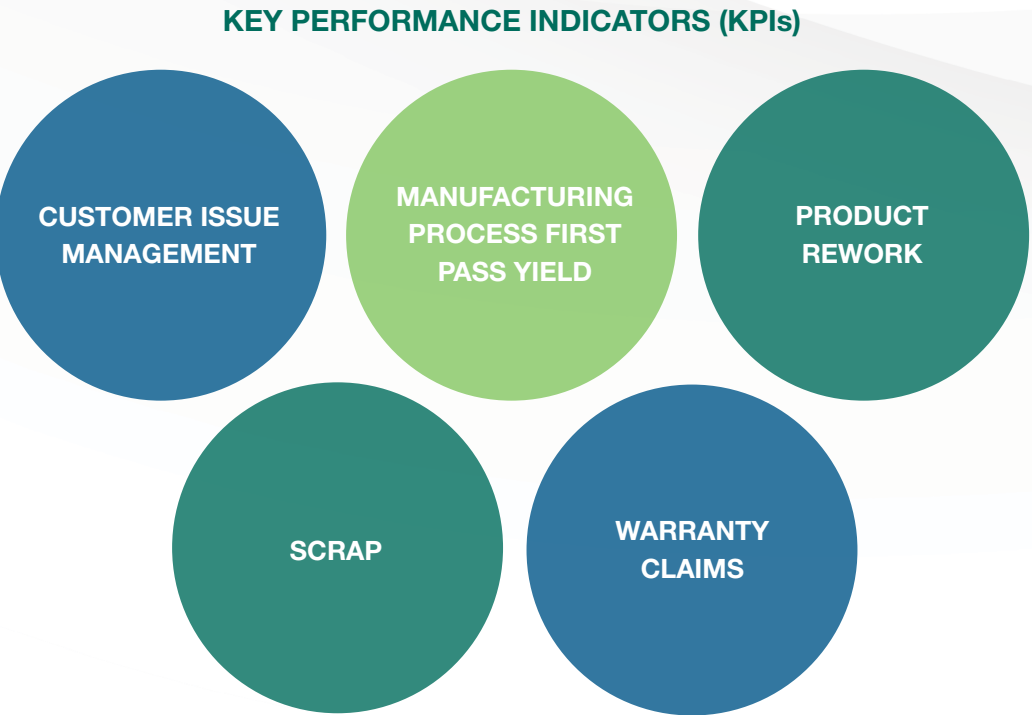 KEY PERFORMANCE INDICATORS (KPIs)
CUSTOMER ISSUE
MANAGEMENT
MANUFACTURING
PROCESS FIRST
PASS YIELD
PRODUCT
REWORK
SCRAP
WARRANTY
CLAIMS